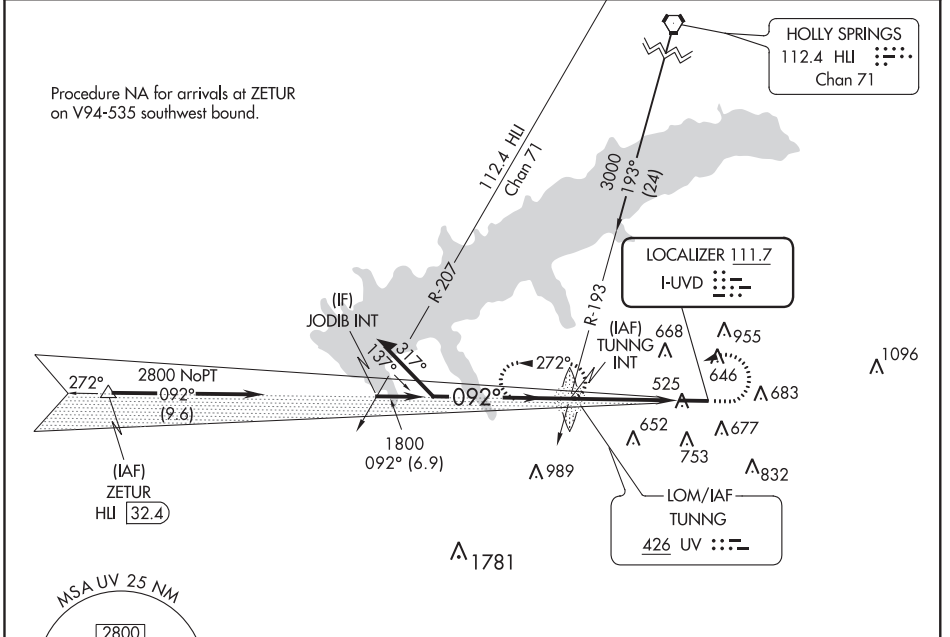 HOLLY SPRINGS
112.4 HLI
Chan 71
Procedure NA for arrivals at ZETUR
on V94-535 southwest bound.
112.4 HLI
Chan 71
R-207
3000
193°
(24)
R-193
LOCALIZER 111.7
I-UVD
(IF)
JODIB INT
317°
137°
272°
(IAF)
TUNNG
INT
668
955
646
1096
272°
2800 NoPT
092°
(9.6)
092°
525
683
1800
092° (6.9)
652
677
753
989
832
(IAF)
ZETUR
HLI 32.4
LOM/IAF
TUNNG
426 UV
1781
MSA UV 25 NM
2800